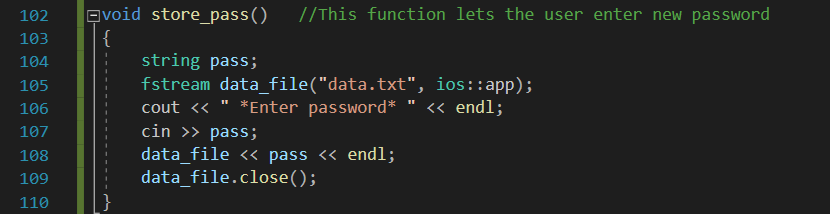 102 void store_pass()   //This function lets the user enter new password
103 {
104     string pass;
105     fstream data_file("data.txt", ios::app);
106     cout << " *Enter password* " << endl;
107     cin >> pass;
108     data_file << pass << endl;
109     data_file.close();
110 }